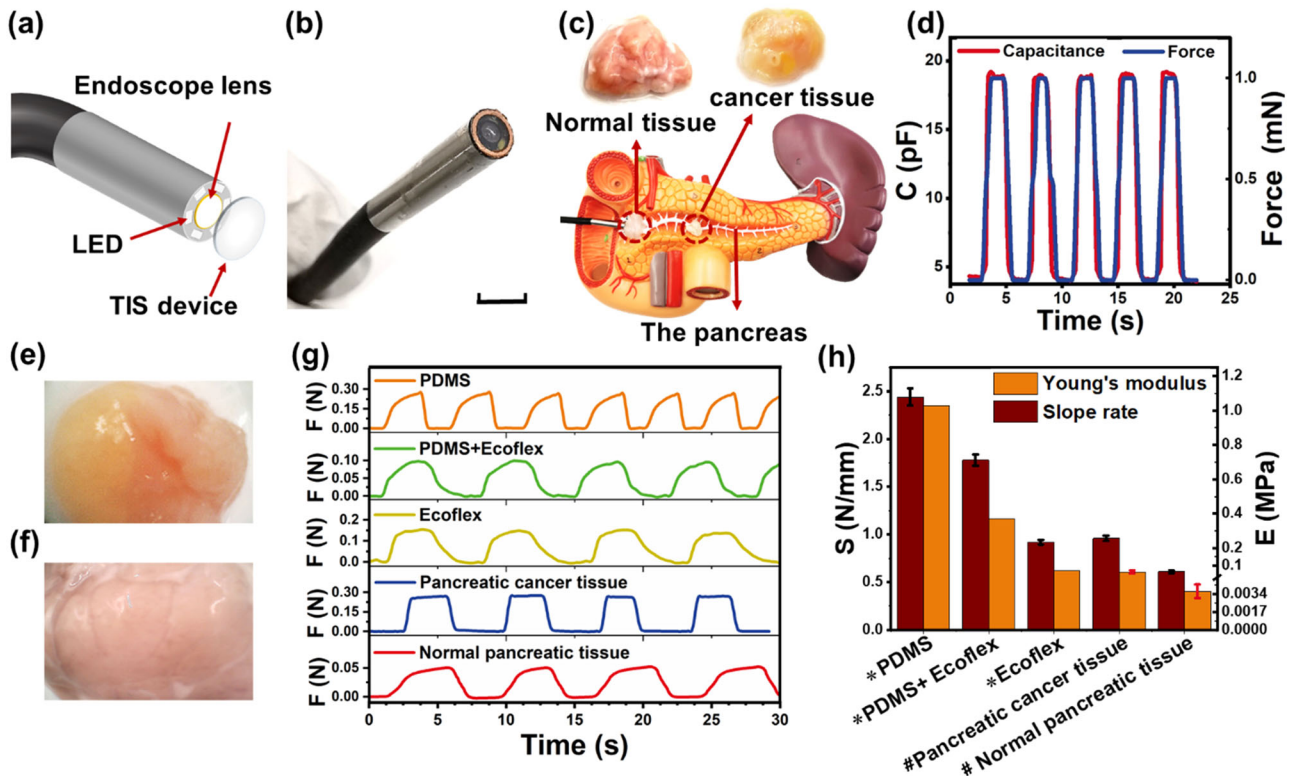 (a)
Endoscope lens
LED
TIS device
(b)
(c)
Normal tissue
cancer tissue
The pancreas
(d)
Capacitance
Force
20
15
10
5
C (pF)
1.0
0.5
0.0
Force (mN)
0
5
10
15
20
25
Time (s)
(e)
(f)
(g)
PDMS
F (N)
0.30
0.15
0.00
PDMS+Ecoflex
F (N)
0.10
0.05
0.00
Ecoflex
F (N)
0.2
0.1
0.0
Pancreatic cancer tissue
F (N)
0.30
0.15
0.00
Normal pancreatic tissue
F (N)
0.05
0.00
0
5
10
15
20
25
30
Time (s)
(h)
Young's modulus
Slope rate
2.5
2.0
1.5
1.0
0.5
0.0
S (N/mm)
1.2
1.0
0.8
0.6
0.4
0.2
0.1
0.0034
0.0017
0.0000
E (MPa)
*PDMS
*PDMS+ Ecoflex
*Ecoflex
#Pancreatic cancer tissue
# Normal pancreatic tissue